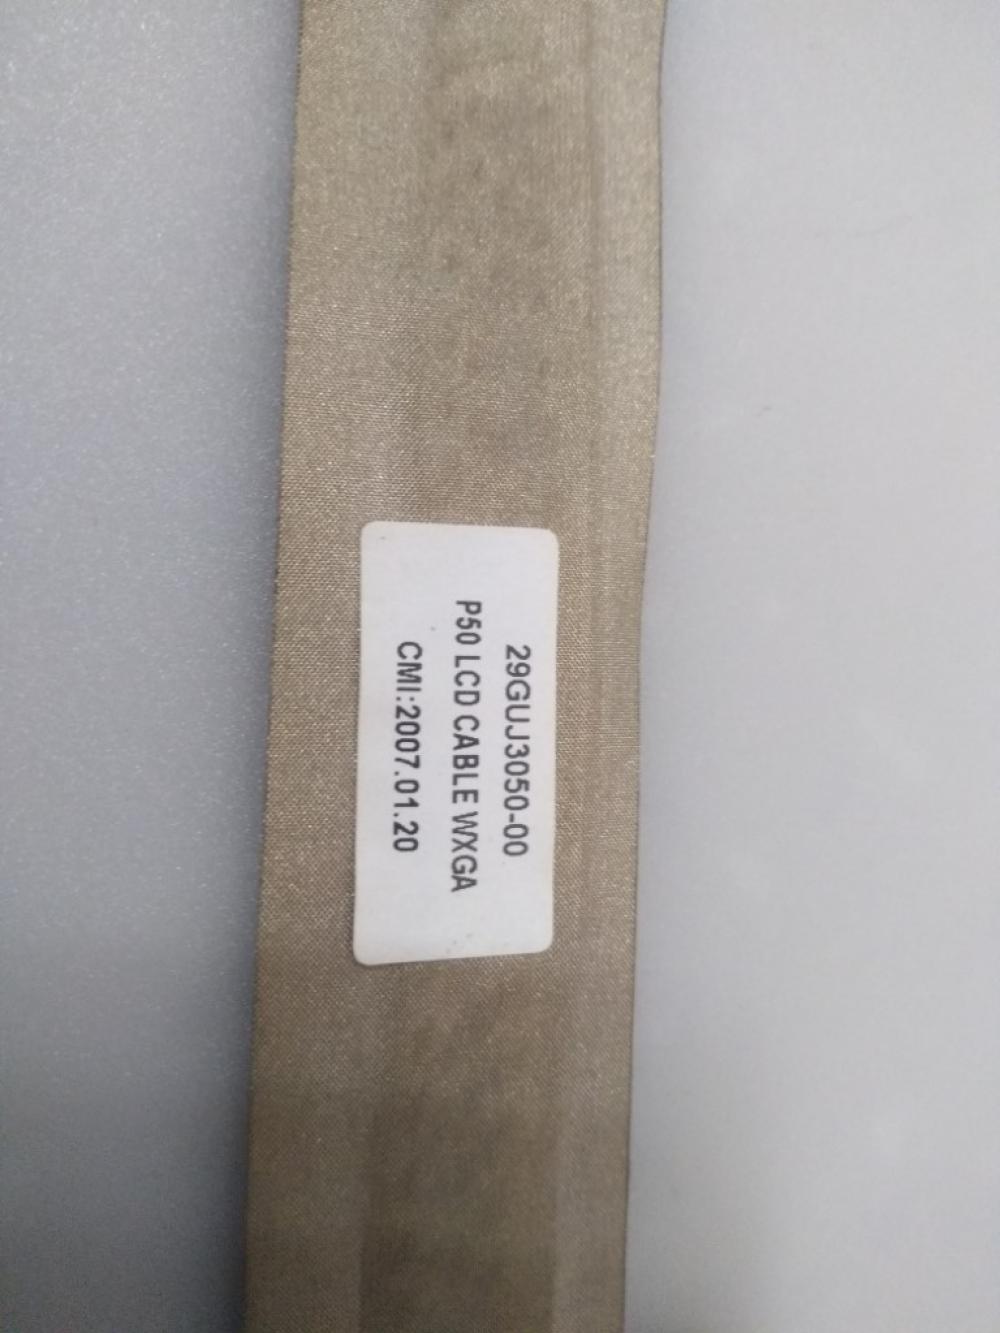 29GUJ3050-00
P50 LCD CABLE WXGA
CMI:2007.01.20